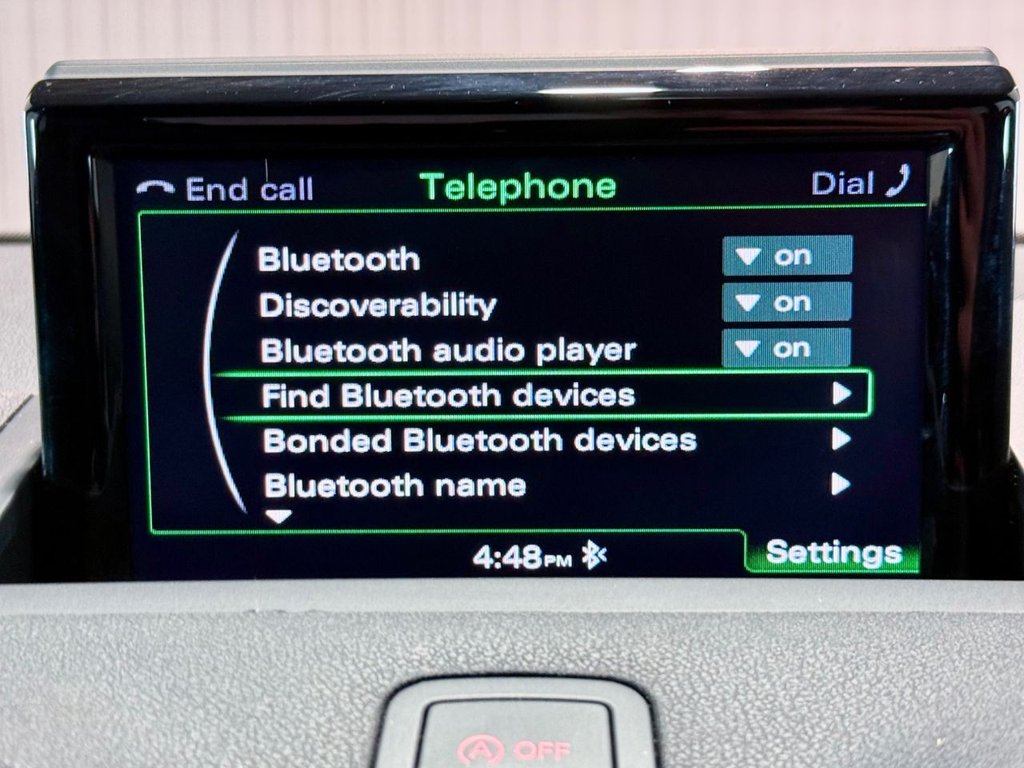 End call Telephone Dial
Bluetooth on
Discoverability on
Bluetooth audio player on
Find Bluetooth devices
Bonded Bluetooth devices
Bluetooth name
4:48PM
Settings
A OFF